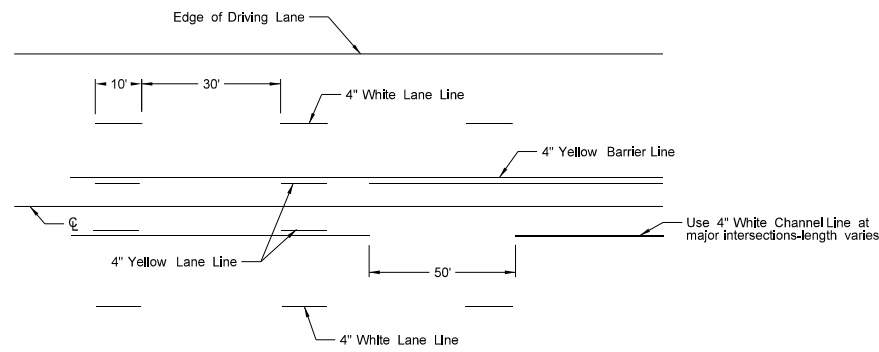 Edge of Driving Lane
10'
30'
4" White Lane Line
4" Yellow Barrier Line
℄
Use 4" White Channel Line at
major intersections-length varies
4" Yellow Lane Line
50'
4" White Lane Line